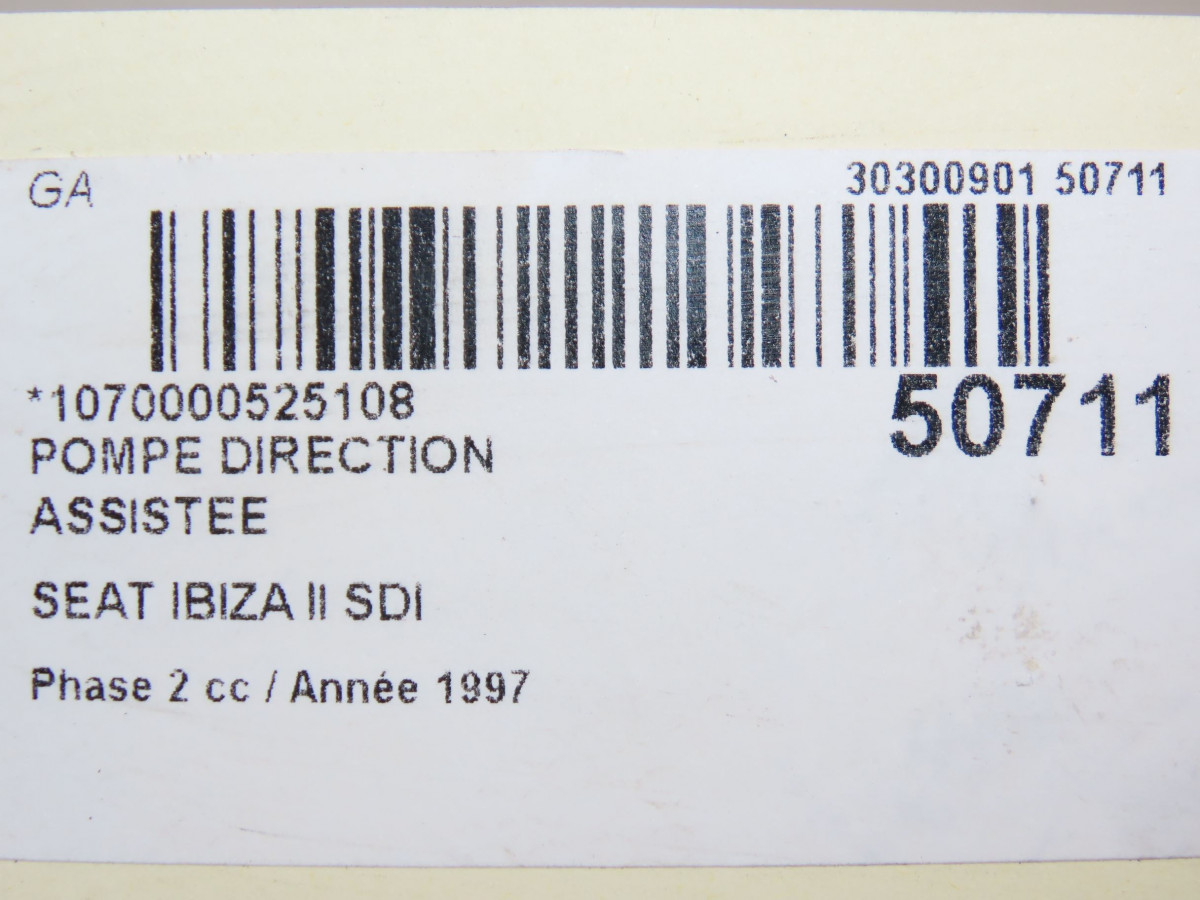 GA
30300901 50711
*1070000525108
50711
POMPE DIRECTION
ASSISTEE
SEAT IBIZA II SDI
Phase 2 cc / Année 1997